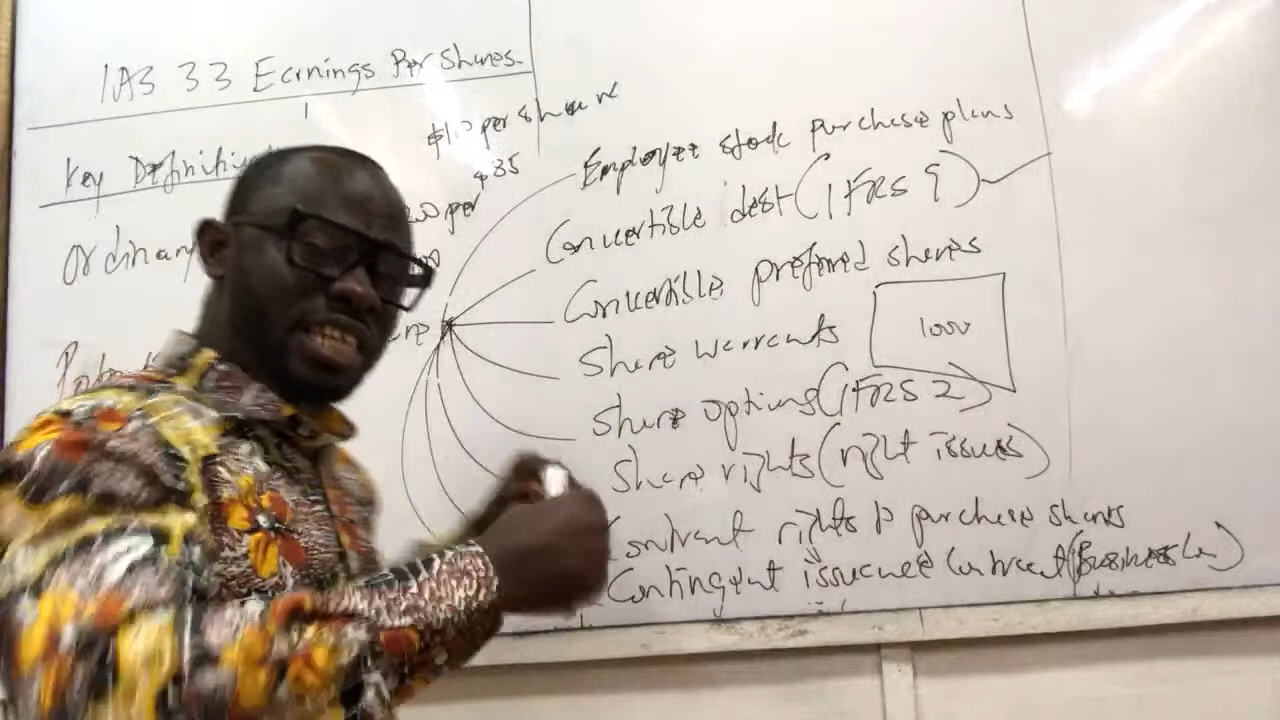 IAS 33 Earnings Per Shares
Key Definiti
$10 per share
$35
per
Ordinary
Employee stock purchase plans
Convertible debt (IFRS 9)
Convertible preferred shares
Share warrants
1000
Share options (IFRS 2)
Share rights (right issues)
Contract rights to purchase shares
Contingent issuance Contract (Business